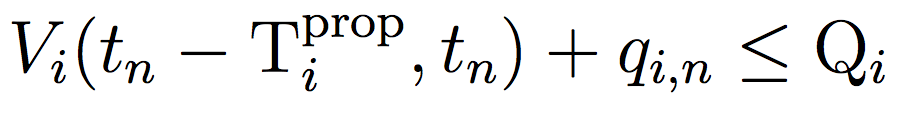 V_i(t_n − T_i^prop, t_n) + q_{i,n} ≤ Q_i